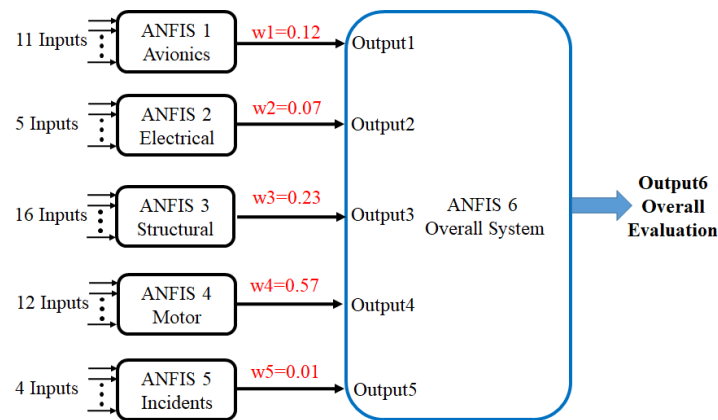 11 Inputs
ANFIS 1
Avionics
w1=0.12
Output1
5 Inputs
ANFIS 2
Electrical
w2=0.07
Output2
16 Inputs
ANFIS 3
Structural
w3=0.23
Output3
12 Inputs
ANFIS 4
Motor
w4=0.57
Output4
4 Inputs
ANFIS 5
Incidents
w5=0.01
Output5
ANFIS 6
Overall System
Output6
Overall
Evaluation